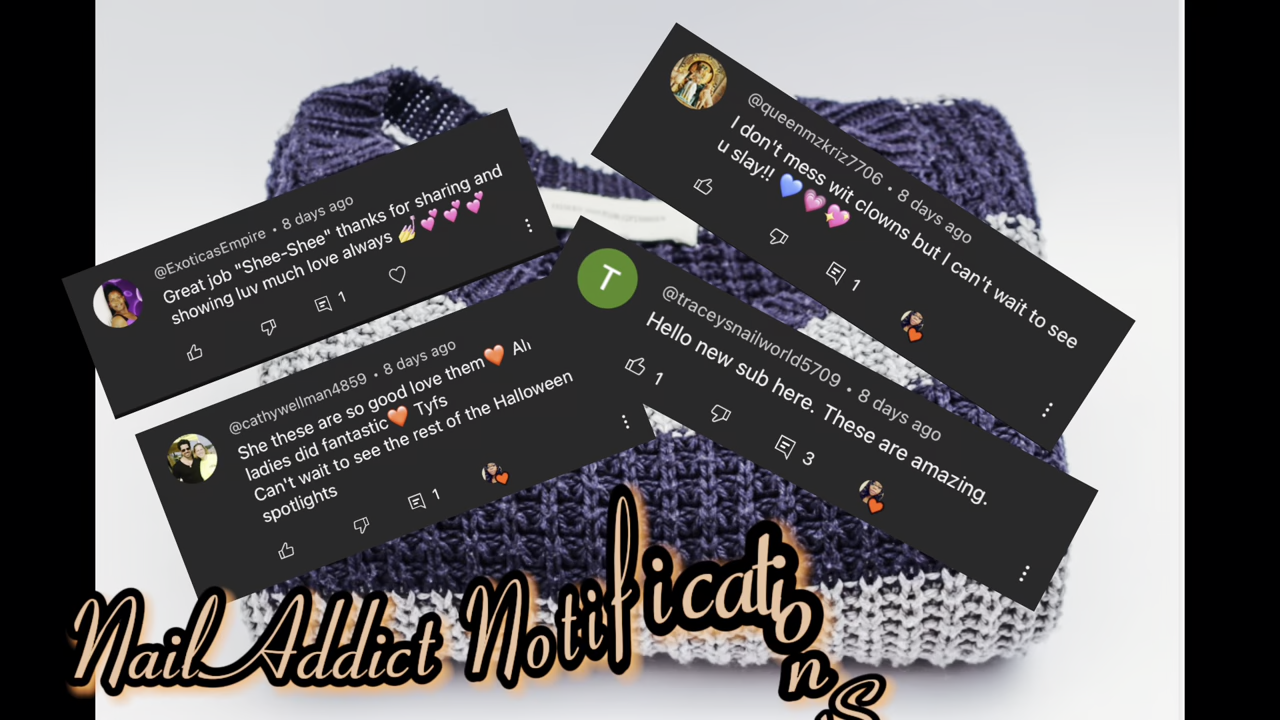 @ExoticasEmpire • 8 days ago
Great job "Shee-Shee" thanks for sharing and
showing luv much love always 💅💕💕💕💕
1
@queenmzkriz7706 • 8 days ago
I don't mess wit clowns but I can't wait to see
u slay!! 💙💗💖
1
@cathywellman4859 • 8 days ago
She these are so good love them🧡
ladies did fantastic🧡 Tyfs
Can't wait to see the rest of the Halloween
spotlights
1
T
@traceysnailworld5709 • 8 days ago
Hello new sub here. These are amazing.
1
3
Nail Addict Notifications